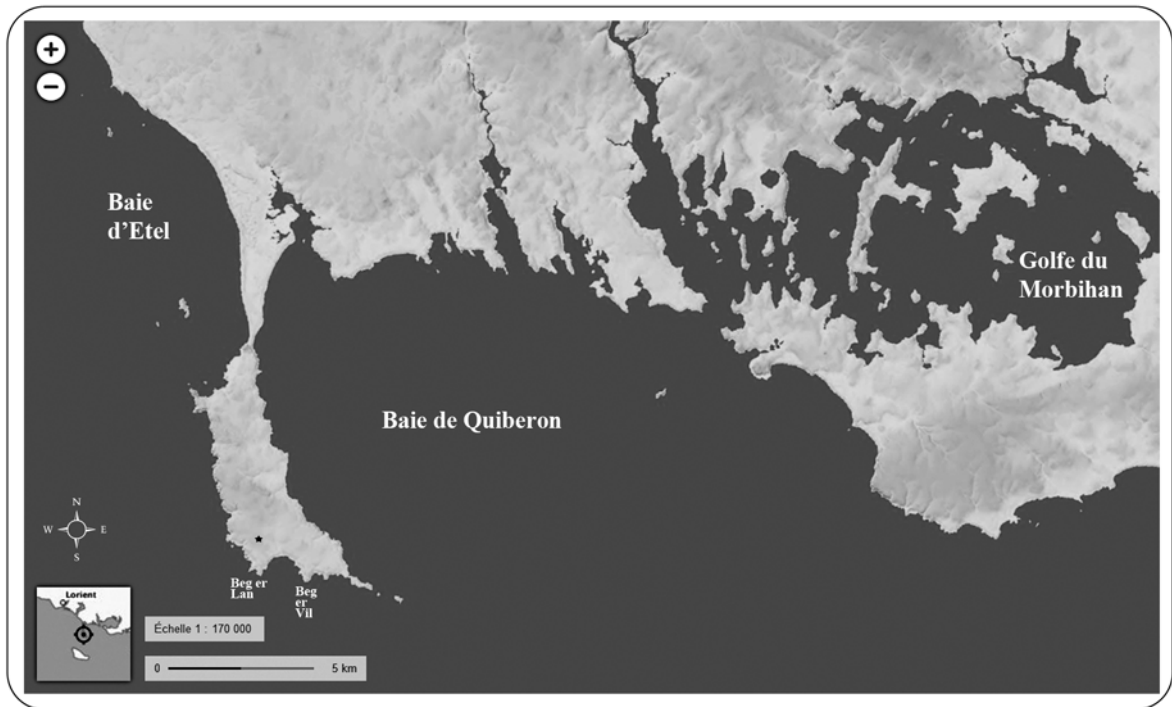 +
−
Baie
d’Etel
Golfe du
Morbihan
Baie de Quiberon
N
W E
S
Beg er
Lan
Beg
er
Vil
Lorient
Échelle 1 : 170 000
0 5 km